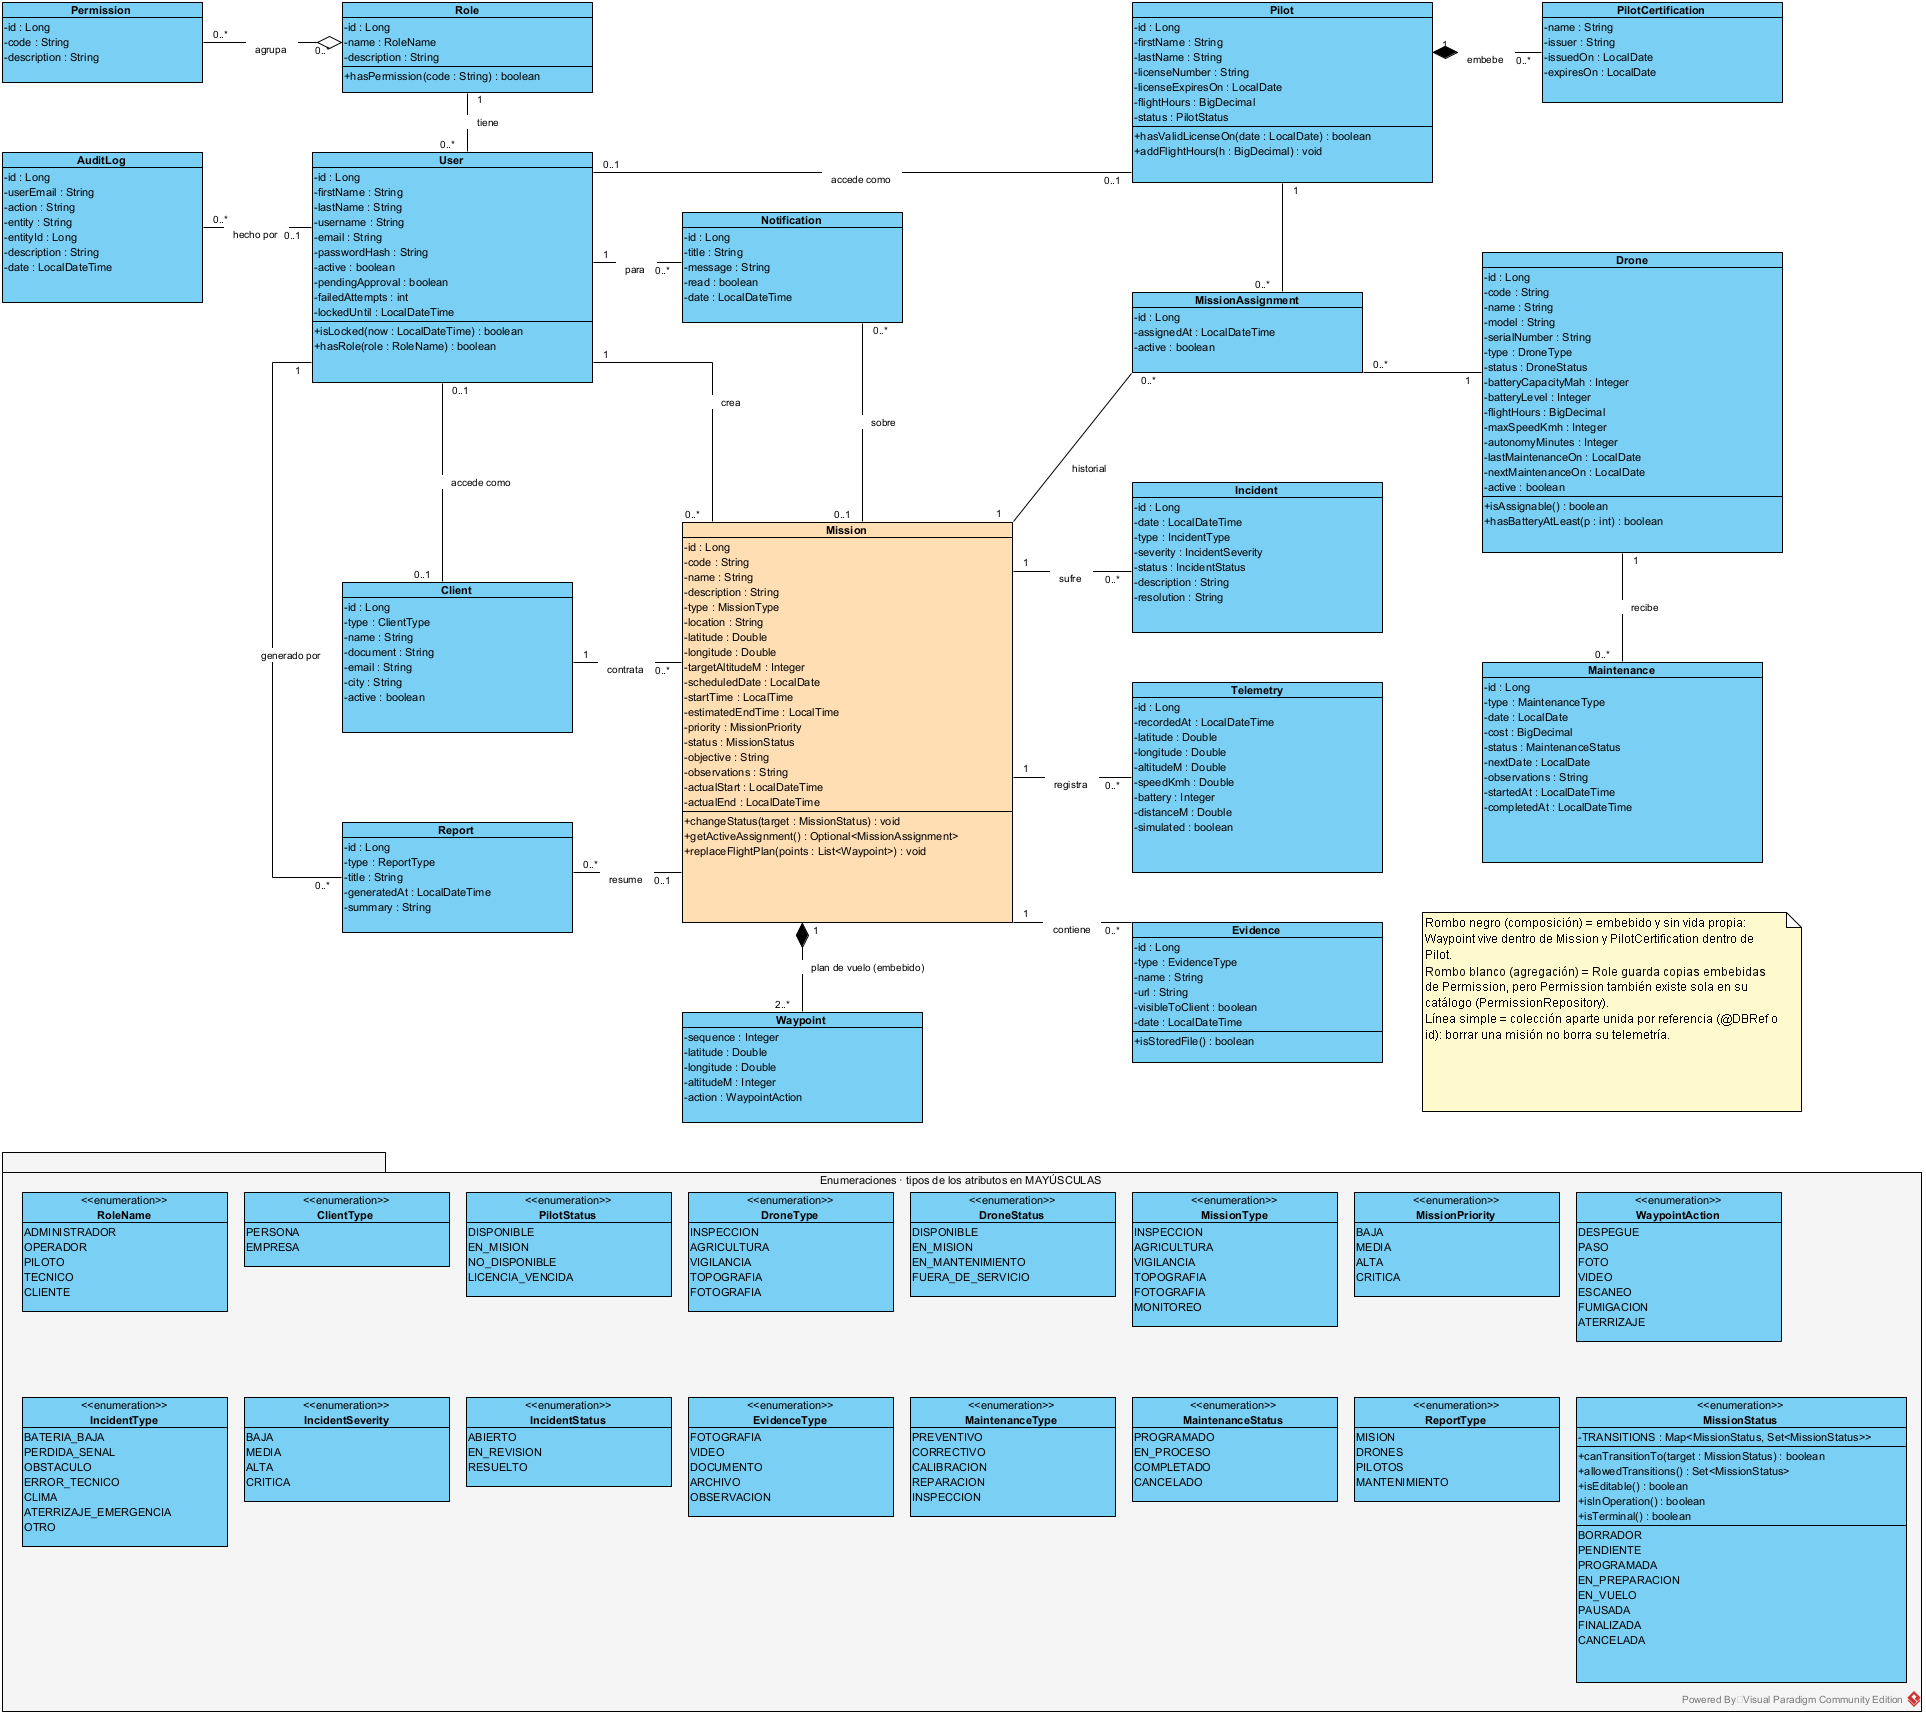 Permission
-id : Long
-code : String
-description : String
0..*
agrupa
0..*
Role
-id : Long
-name : RoleName
-description : String
+hasPermission(code : String) : boolean
1
tiene
0..*
Pilot
-id : Long
-firstName : String
-lastName : String
-licenseNumber : String
-licenseExpiresOn : LocalDate
-flightHours : BigDecimal
-status : PilotStatus
+hasValidLicenseOn(date : LocalDate) : boolean
+addFlightHours(h : BigDecimal) : void
1
embebe
0..*
PilotCertification
-name : String
-issuer : String
-issuedOn : LocalDate
-expiresOn : LocalDate
AuditLog
-id : Long
-userEmail : String
-action : String
-entity : String
-entityId : Long
-description : String
-date : LocalDateTime
0..*
hecho por
0..1
User
-id : Long
-firstName : String
-lastName : String
-username : String
-email : String
-passwordHash : String
-active : boolean
-pendingApproval : boolean
-failedAttempts : int
-lockedUntil : LocalDateTime
+isLocked(now : LocalDateTime) : boolean
+hasRole(role : RoleName) : boolean
0..1
accede como
0..1
1
para
0..*
Notification
-id : Long
-title : String
-message : String
-read : boolean
-date : LocalDateTime
0..*
sobre
0..1
1
crea
0..*
1
generado por
0..*
0..1
accede como
0..1
1
0..*
MissionAssignment
-id : Long
-assignedAt : LocalDateTime
-active : boolean
0..*
1
0..*
historial
1
Drone
-id : Long
-code : String
-name : String
-model : String
-serialNumber : String
-type : DroneType
-status : DroneStatus
-batteryCapacityMah : Integer
-batteryLevel : Integer
-flightHours : BigDecimal
-maxSpeedKmh : Integer
-autonomyMinutes : Integer
-lastMaintenanceOn : LocalDate
-nextMaintenanceOn : LocalDate
-active : boolean
+isAssignable() : boolean
+hasBatteryAtLeast(p : int) : boolean
1
recibe
0..*
Client
-id : Long
-type : ClientType
-name : String
-document : String
-email : String
-city : String
-active : boolean
1
contrata
0..*
Mission
-id : Long
-code : String
-name : String
-description : String
-type : MissionType
-location : String
-latitude : Double
-longitude : Double
-targetAltitudeM : Integer
-scheduledDate : LocalDate
-startTime : LocalTime
-estimatedEndTime : LocalTime
-priority : MissionPriority
-status : MissionStatus
-objective : String
-observations : String
-actualStart : LocalDateTime
-actualEnd : LocalDateTime
+changeStatus(target : MissionStatus) : void
+getActiveAssignment() : Optional<MissionAssignment>
+replaceFlightPlan(points : List<Waypoint>) : void
1
sufre
0..*
Incident
-id : Long
-date : LocalDateTime
-type : IncidentType
-severity : IncidentSeverity
-status : IncidentStatus
-description : String
-resolution : String
1
registra
0..*
Telemetry
-id : Long
-recordedAt : LocalDateTime
-latitude : Double
-longitude : Double
-altitudeM : Double
-speedKmh : Double
-battery : Integer
-distanceM : Double
-simulated : boolean
Maintenance
-id : Long
-type : MaintenanceType
-date : LocalDate
-cost : BigDecimal
-status : MaintenanceStatus
-nextDate : LocalDate
-observations : String
-startedAt : LocalDateTime
-completedAt : LocalDateTime
Report
-id : Long
-type : ReportType
-title : String
-generatedAt : LocalDateTime
-summary : String
0..*
resume
0..1
1
contiene
0..*
Evidence
-id : Long
-type : EvidenceType
-name : String
-url : String
-visibleToClient : boolean
-date : LocalDateTime
+isStoredFile() : boolean
1
plan de vuelo (embebido)
2..*
Waypoint
-sequence : Integer
-latitude : Double
-longitude : Double
-altitudeM : Integer
-action : WaypointAction
Rombo negro (composición) = embebido y sin vida propia:
Waypoint vive dentro de Mission y PilotCertification dentro de
Pilot.
Rombo blanco (agregación) = Role guarda copias embebidas
de Permission, pero Permission también existe sola en su
catálogo (PermissionRepository).
Línea simple = colección aparte unida por referencia (@DBRef o
id): borrar una misión no borra su telemetría.
Enumeraciones · tipos de los atributos en MAYÚSCULAS
<<enumeration>>
RoleName
ADMINISTRADOR
OPERADOR
PILOTO
TECNICO
CLIENTE
<<enumeration>>
ClientType
PERSONA
EMPRESA
<<enumeration>>
PilotStatus
DISPONIBLE
EN_MISION
NO_DISPONIBLE
LICENCIA_VENCIDA
<<enumeration>>
DroneType
INSPECCION
AGRICULTURA
VIGILANCIA
TOPOGRAFIA
FOTOGRAFIA
<<enumeration>>
DroneStatus
DISPONIBLE
EN_MISION
EN_MANTENIMIENTO
FUERA_DE_SERVICIO
<<enumeration>>
MissionType
INSPECCION
AGRICULTURA
VIGILANCIA
TOPOGRAFIA
FOTOGRAFIA
MONITOREO
<<enumeration>>
MissionPriority
BAJA
MEDIA
ALTA
CRITICA
<<enumeration>>
WaypointAction
DESPEGUE
PASO
FOTO
VIDEO
ESCANEO
FUMIGACION
ATERRIZAJE
<<enumeration>>
IncidentType
BATERIA_BAJA
PERDIDA_SENAL
OBSTACULO
ERROR_TECNICO
CLIMA
ATERRIZAJE_EMERGENCIA
OTRO
<<enumeration>>
IncidentSeverity
BAJA
MEDIA
ALTA
CRITICA
<<enumeration>>
IncidentStatus
ABIERTO
EN_REVISION
RESUELTO
<<enumeration>>
EvidenceType
FOTOGRAFIA
VIDEO
DOCUMENTO
ARCHIVO
OBSERVACION
<<enumeration>>
MaintenanceType
PREVENTIVO
CORRECTIVO
CALIBRACION
REPARACION
INSPECCION
<<enumeration>>
MaintenanceStatus
PROGRAMADO
EN_PROCESO
COMPLETADO
CANCELADO
<<enumeration>>
ReportType
MISION
DRONES
PILOTOS
MANTENIMIENTO
<<enumeration>>
MissionStatus
-TRANSITIONS : Map<MissionStatus, Set<MissionStatus>>
+canTransitionTo(target : MissionStatus) : boolean
+allowedTransitions() : Set<MissionStatus>
+isEditable() : boolean
+isInOperation() : boolean
+isTerminal() : boolean
BORRADOR
PENDIENTE
PROGRAMADA
EN_PREPARACION
EN_VUELO
PAUSADA
FINALIZADA
CANCELADA
Powered By Visual Paradigm Community Edition